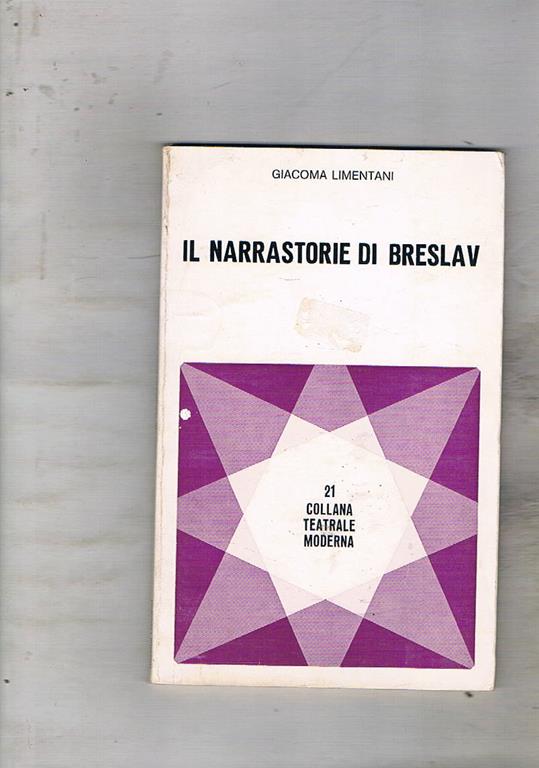 GIACOMA LIMENTANI
IL NARRASTORIE DI BRESLAV
21
COLLANA
TEATRALE
MODERNA